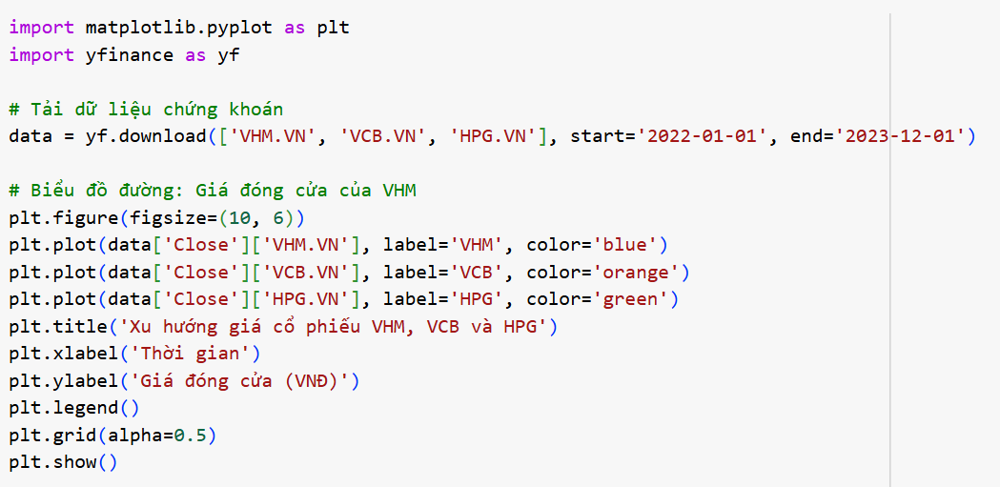 import matplotlib.pyplot as plt
import yfinance as yf
# Tải dữ liệu chứng khoán
data = yf.download(['VHM.VN', 'VCB.VN', 'HPG.VN'], start='2022-01-01', end='2023-12-01')
# Biểu đồ đường: Giá đóng cửa của VHM
plt.figure(figsize=(10, 6))
plt.plot(data['Close']['VHM.VN'], label='VHM', color='blue')
plt.plot(data['Close']['VCB.VN'], label='VCB', color='orange')
plt.plot(data['Close']['HPG.VN'], label='HPG', color='green')
plt.title('Xu hướng giá cổ phiếu VHM, VCB và HPG')
plt.xlabel('Thời gian')
plt.ylabel('Giá đóng cửa (VNĐ)')
plt.legend()
plt.grid(alpha=0.5)
plt.show()